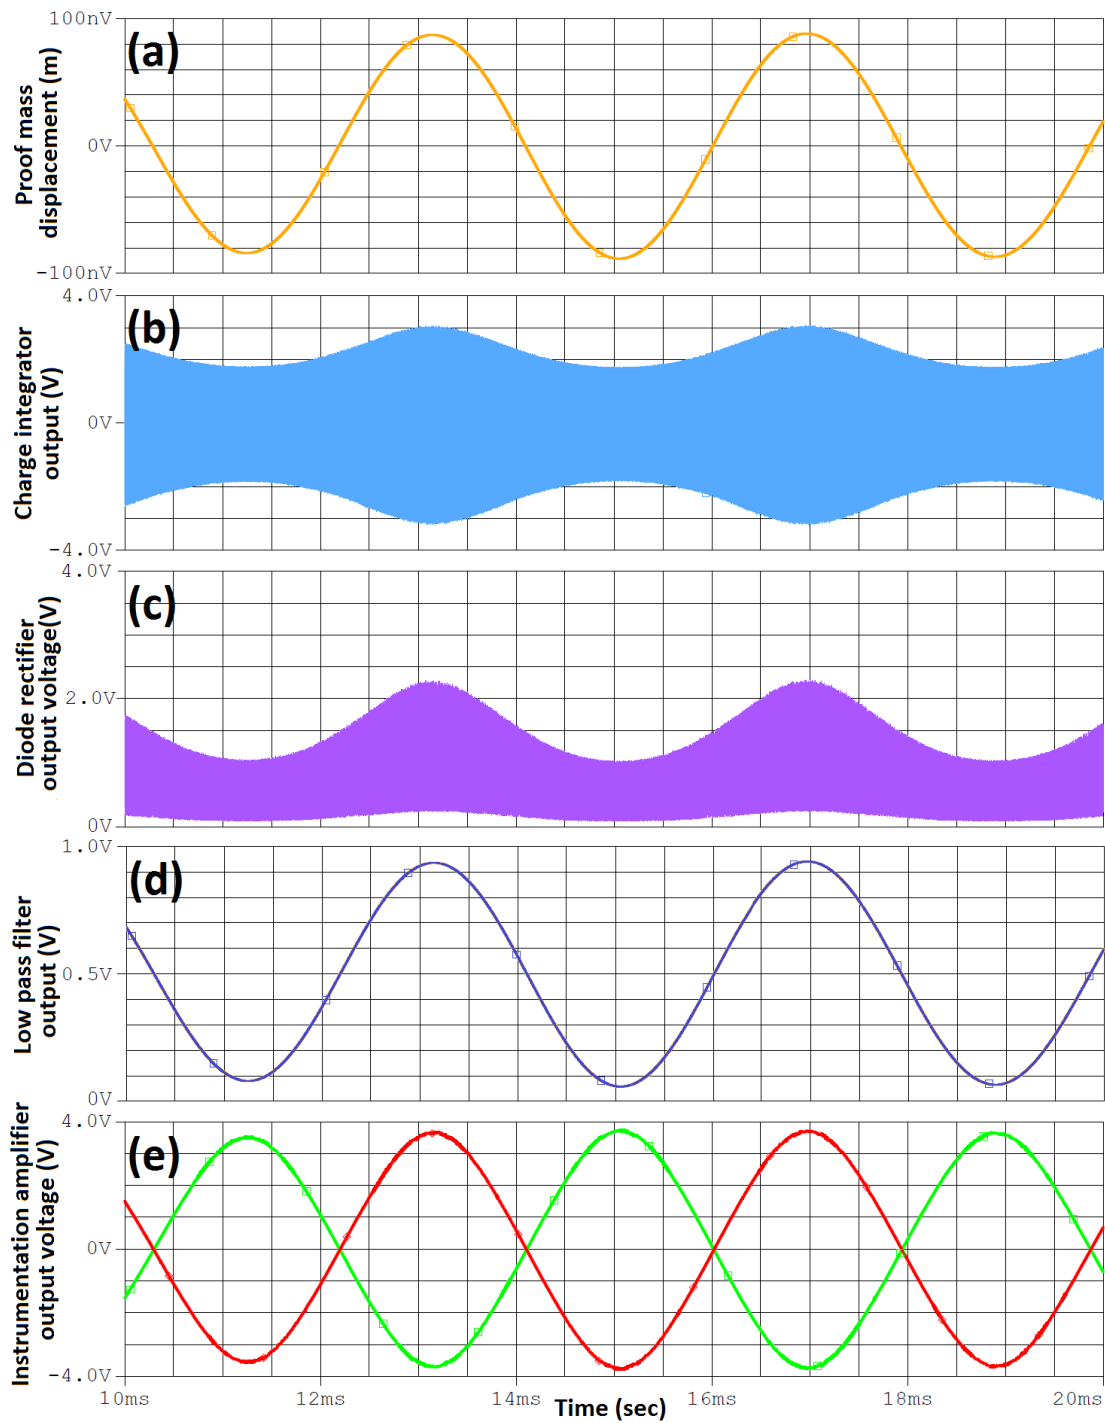 100nV
(a)
Proof mass
displacement (m)
0V
-100nV
4.0V
(b)
Charge integrator
output (V)
0V
-4.0V
4.0V
(c)
Diode rectifier
output voltage(V)
2.0V
0V
1.0V
(d)
Low pass filter
output (V)
0.5V
0V
4.0V
(e)
Instrumentation amplifier
output voltage (V)
0V
-4.0V
10ms 12ms 14ms 16ms 18ms 20ms
Time (sec)